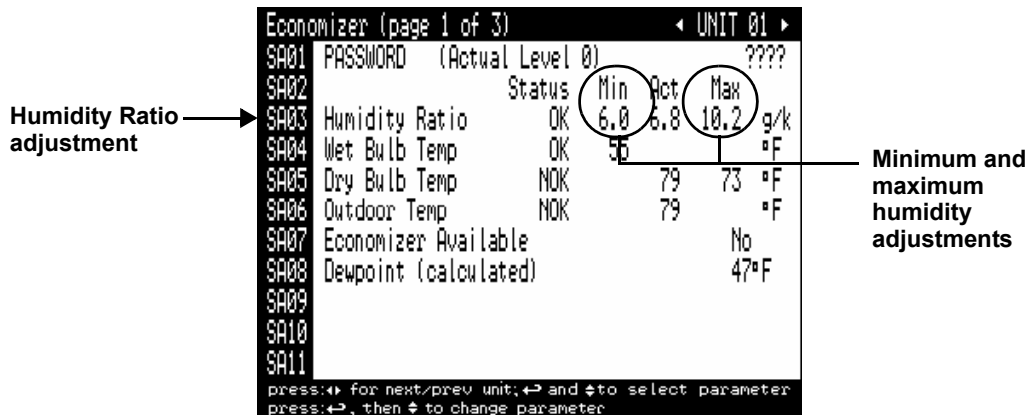 Economizer (page 1 of 3) ◂ UNIT 01 ▸
SA01 PASSWORD (Actual Level 0) ????
SA02 Status Min Act Max
SA03 Humidity Ratio OK 6.0 6.8 10.2 g/k
SA04 Wet Bulb Temp OK 55 °F
SA05 Dry Bulb Temp NOK 79 73 °F
SA06 Outdoor Temp NOK 79 °F
SA07 Economizer Available No
SA08 Dewpoint (calculated) 47°F
SA09
SA10
SA11
press:◂▸ for next/prev unit; ↵ and ⬍to select parameter
press:↵, then ⬍ to change parameter
Humidity Ratio
adjustment
Minimum and
maximum
humidity
adjustments